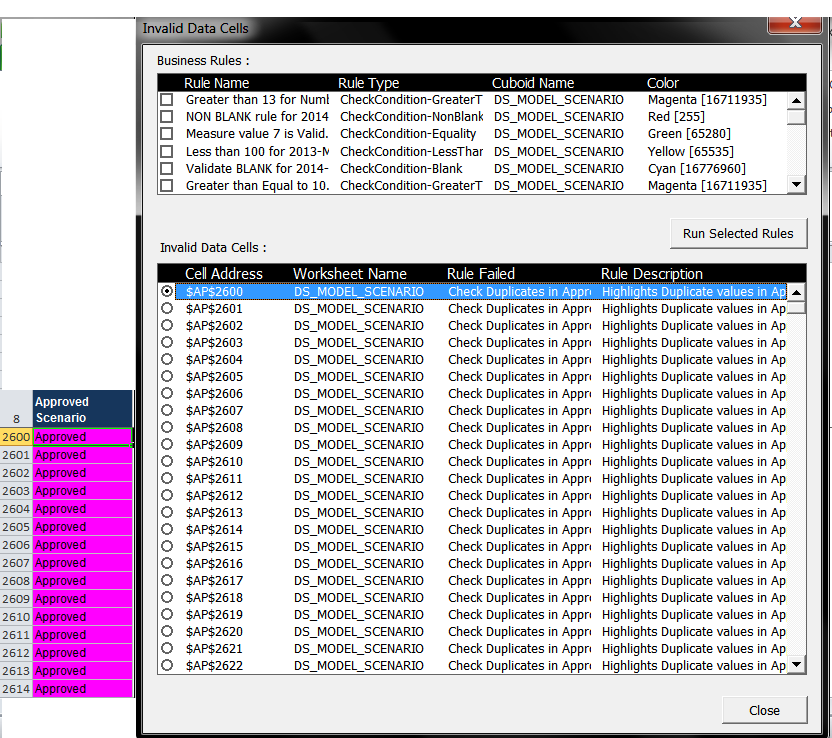 Invalid Data Cells
X
Business Rules :
Rule Name Rule Type Cuboid Name Color
Greater than 13 for Numl CheckCondition-GreaterT DS_MODEL_SCENARIO Magenta [16711935]
NON BLANK rule for 2014 CheckCondition-NonBlank DS_MODEL_SCENARIO Red [255]
Measure value 7 is Valid. CheckCondition-Equality DS_MODEL_SCENARIO Green [65280]
Less than 100 for 2013-M CheckCondition-LessThar DS_MODEL_SCENARIO Yellow [65535]
Validate BLANK for 2014- CheckCondition-Blank DS_MODEL_SCENARIO Cyan [16776960]
Greater than Equal to 10. CheckCondition-GreaterT DS_MODEL_SCENARIO Magenta [16711935]
Run Selected Rules
Invalid Data Cells :
Cell Address Worksheet Name Rule Failed Rule Description
$AP$2600 DS_MODEL_SCENARIO Check Duplicates in Appr Highlights Duplicate values in Ap
$AP$2601 DS_MODEL_SCENARIO Check Duplicates in Appr Highlights Duplicate values in Ap
$AP$2602 DS_MODEL_SCENARIO Check Duplicates in Appr Highlights Duplicate values in Ap
$AP$2603 DS_MODEL_SCENARIO Check Duplicates in Appr Highlights Duplicate values in Ap
$AP$2604 DS_MODEL_SCENARIO Check Duplicates in Appr Highlights Duplicate values in Ap
$AP$2605 DS_MODEL_SCENARIO Check Duplicates in Appr Highlights Duplicate values in Ap
$AP$2606 DS_MODEL_SCENARIO Check Duplicates in Appr Highlights Duplicate values in Ap
$AP$2607 DS_MODEL_SCENARIO Check Duplicates in Appr Highlights Duplicate values in Ap
$AP$2608 DS_MODEL_SCENARIO Check Duplicates in Appr Highlights Duplicate values in Ap
$AP$2609 DS_MODEL_SCENARIO Check Duplicates in Appr Highlights Duplicate values in Ap
$AP$2610 DS_MODEL_SCENARIO Check Duplicates in Appr Highlights Duplicate values in Ap
$AP$2611 DS_MODEL_SCENARIO Check Duplicates in Appr Highlights Duplicate values in Ap
$AP$2612 DS_MODEL_SCENARIO Check Duplicates in Appr Highlights Duplicate values in Ap
$AP$2613 DS_MODEL_SCENARIO Check Duplicates in Appr Highlights Duplicate values in Ap
$AP$2614 DS_MODEL_SCENARIO Check Duplicates in Appr Highlights Duplicate values in Ap
$AP$2615 DS_MODEL_SCENARIO Check Duplicates in Appr Highlights Duplicate values in Ap
$AP$2616 DS_MODEL_SCENARIO Check Duplicates in Appr Highlights Duplicate values in Ap
$AP$2617 DS_MODEL_SCENARIO Check Duplicates in Appr Highlights Duplicate values in Ap
$AP$2618 DS_MODEL_SCENARIO Check Duplicates in Appr Highlights Duplicate values in Ap
$AP$2619 DS_MODEL_SCENARIO Check Duplicates in Appr Highlights Duplicate values in Ap
$AP$2620 DS_MODEL_SCENARIO Check Duplicates in Appr Highlights Duplicate values in Ap
$AP$2621 DS_MODEL_SCENARIO Check Duplicates in Appr Highlights Duplicate values in Ap
$AP$2622 DS_MODEL_SCENARIO Check Duplicates in Appr Highlights Duplicate values in Ap
Close
Approved
8 Scenario
2600 Approved
2601 Approved
2602 Approved
2603 Approved
2604 Approved
2605 Approved
2606 Approved
2607 Approved
2608 Approved
2609 Approved
2610 Approved
2611 Approved
2612 Approved
2613 Approved
2614 Approved